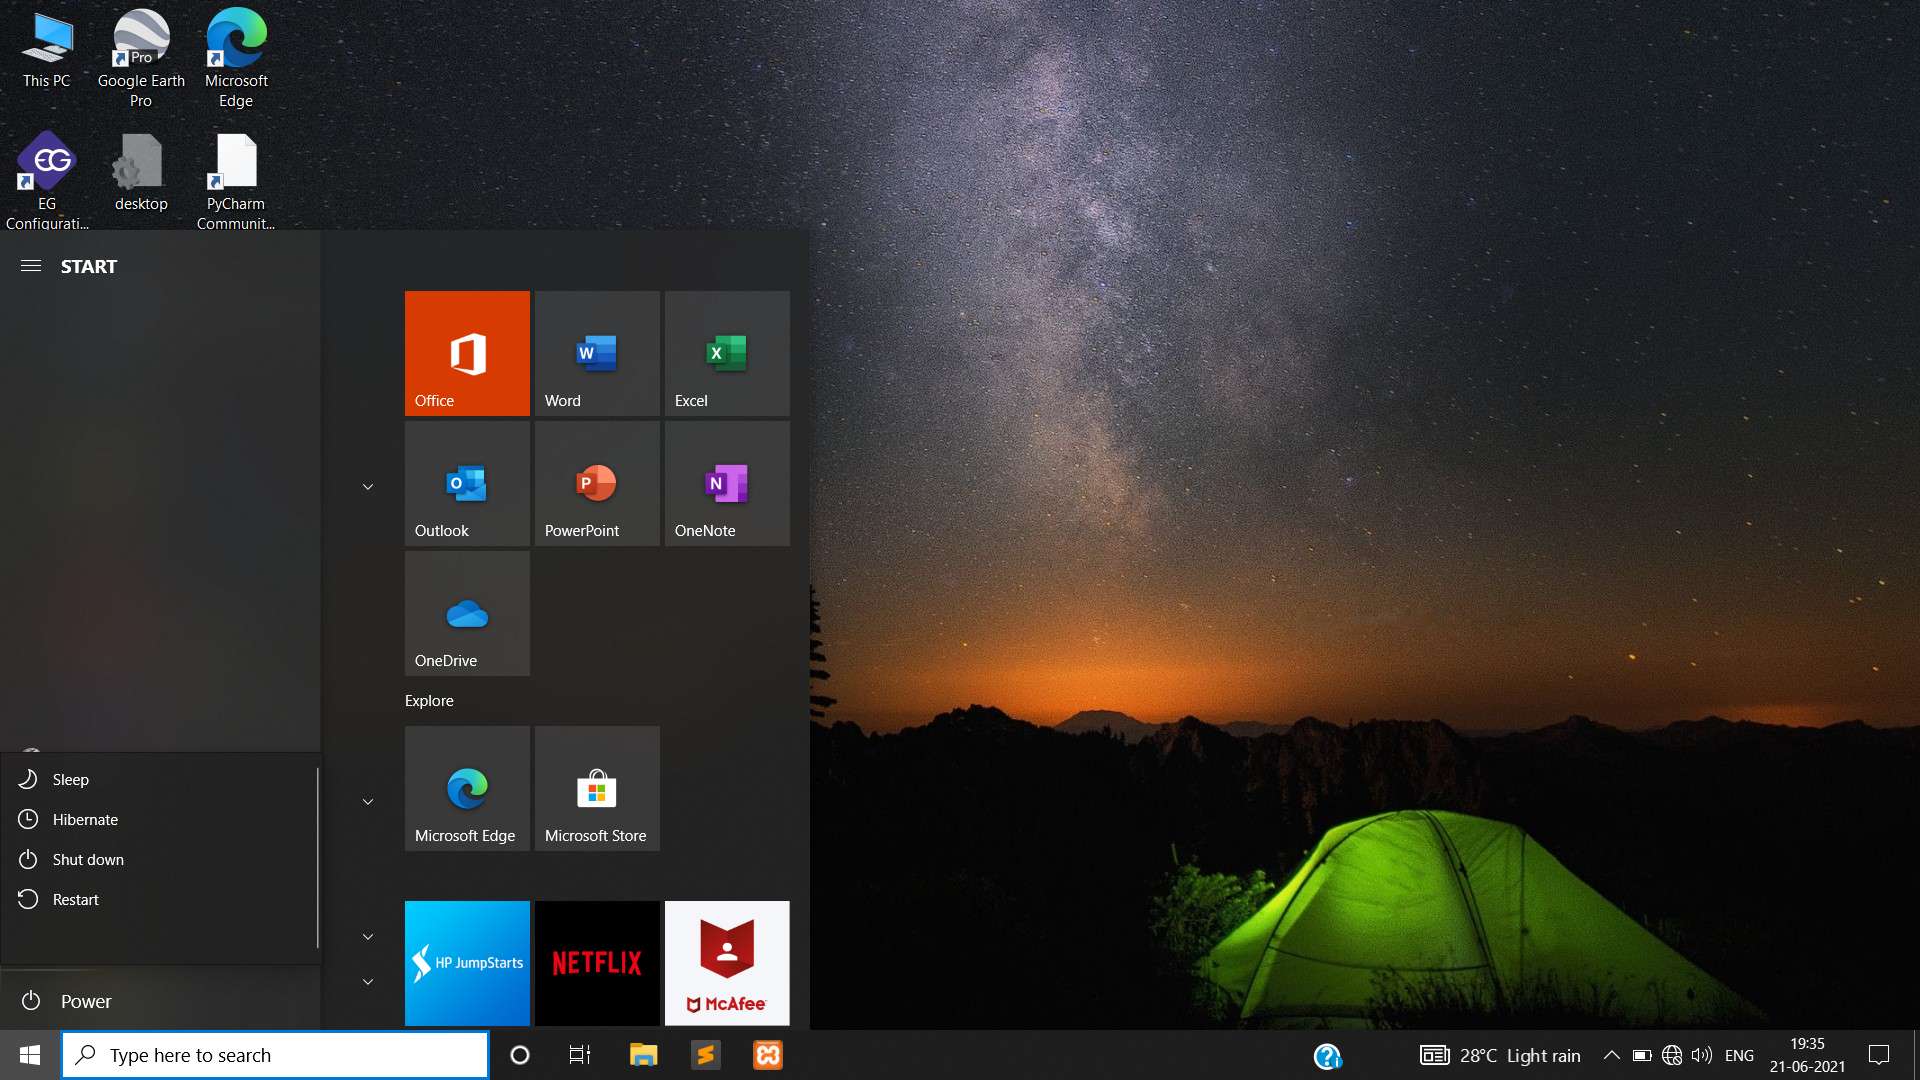 This PC
Google Earth
Pro
Microsoft
Edge
Pro
EG
EG
Configurati...
desktop
PyCharm
Communit...
START
Office
W
Word
X
Excel
O
Outlook
P
PowerPoint
N
OneNote
OneDrive
Explore
Microsoft Edge
Microsoft Store
Sleep
Hibernate
Shut down
Restart
HP JumpStarts
NETFLIX
McAfee
Power
Type here to search
28°C Light rain
ENG
19:35
21-06-2021